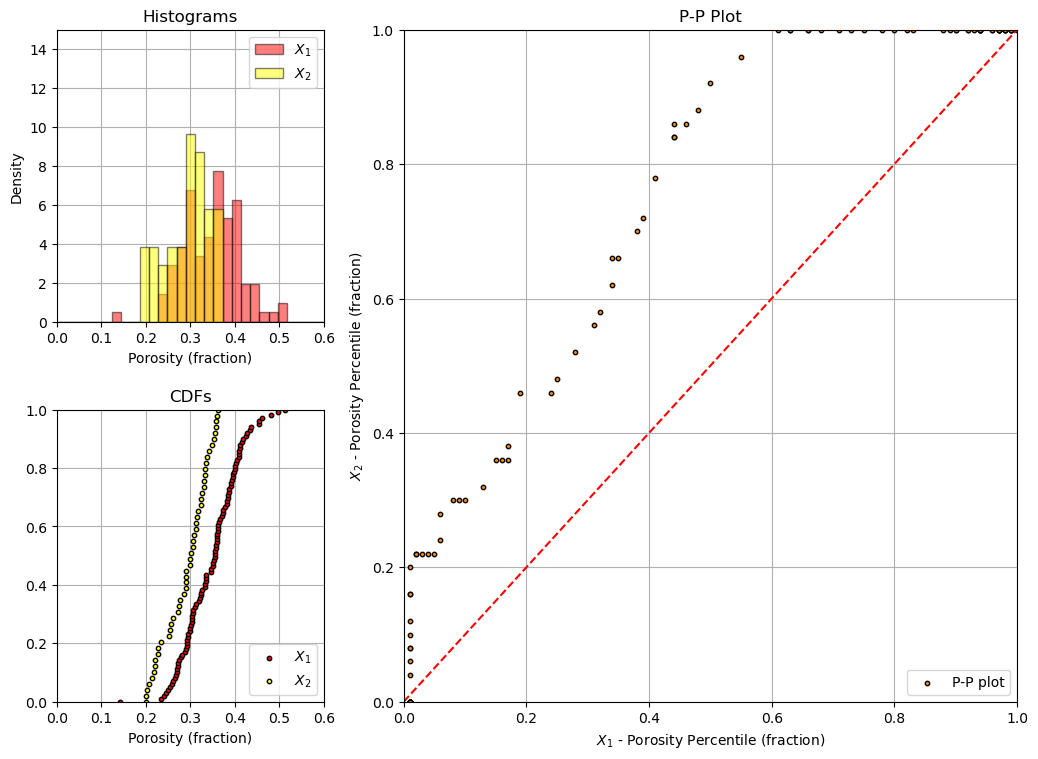 Histograms
Density
14
12
10
8
6
4
2
0
X1
X2
0.0 0.1 0.2 0.3 0.4 0.5 0.6
Porosity (fraction)
CDFs
1.0
0.8
0.6
0.4
0.2
0.0
X1
X2
0.0 0.1 0.2 0.3 0.4 0.5 0.6
Porosity (fraction)
P-P Plot
X2 - Porosity Percentile (fraction)
1.0
0.8
0.6
0.4
0.2
0.0
P-P plot
0.0 0.2 0.4 0.6 0.8 1.0
X1 - Porosity Percentile (fraction)